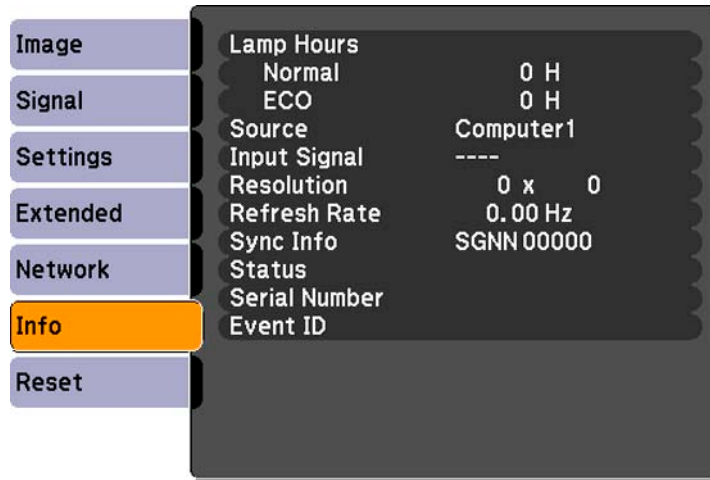 Image
Signal
Settings
Extended
Network
Info
Reset
Lamp Hours
Normal 0 H
ECO 0 H
Source Computer1
Input Signal ----
Resolution 0 x 0
Refresh Rate 0.00 Hz
Sync Info SGNN 00000
Status
Serial Number
Event ID